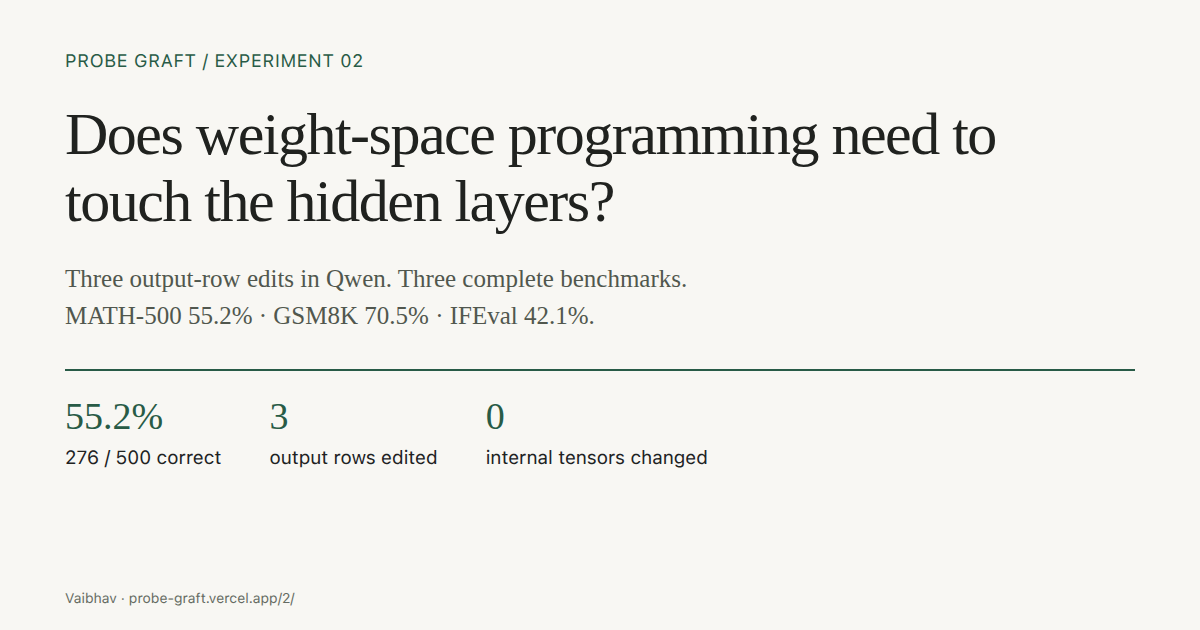 PROBE GRAFT / EXPERIMENT 02
Does weight-space programming need to
touch the hidden layers?
Three output-row edits in Qwen. Three complete benchmarks.
MATH-500 55.2% · GSM8K 70.5% · IFEval 42.1%.
55.2%
276 / 500 correct
3
output rows edited
0
internal tensors changed
Vaibhav · probe-graft.vercel.app/2/